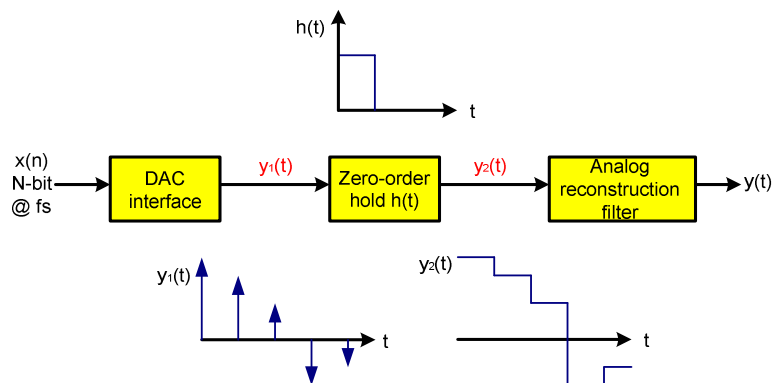 h(t)
t
x(n)
N-bit
@ fs
DAC
interface
y1(t)
Zero-order
hold h(t)
y2(t)
Analog
reconstruction
filter
y(t)
y1(t)
t
y2(t)
t